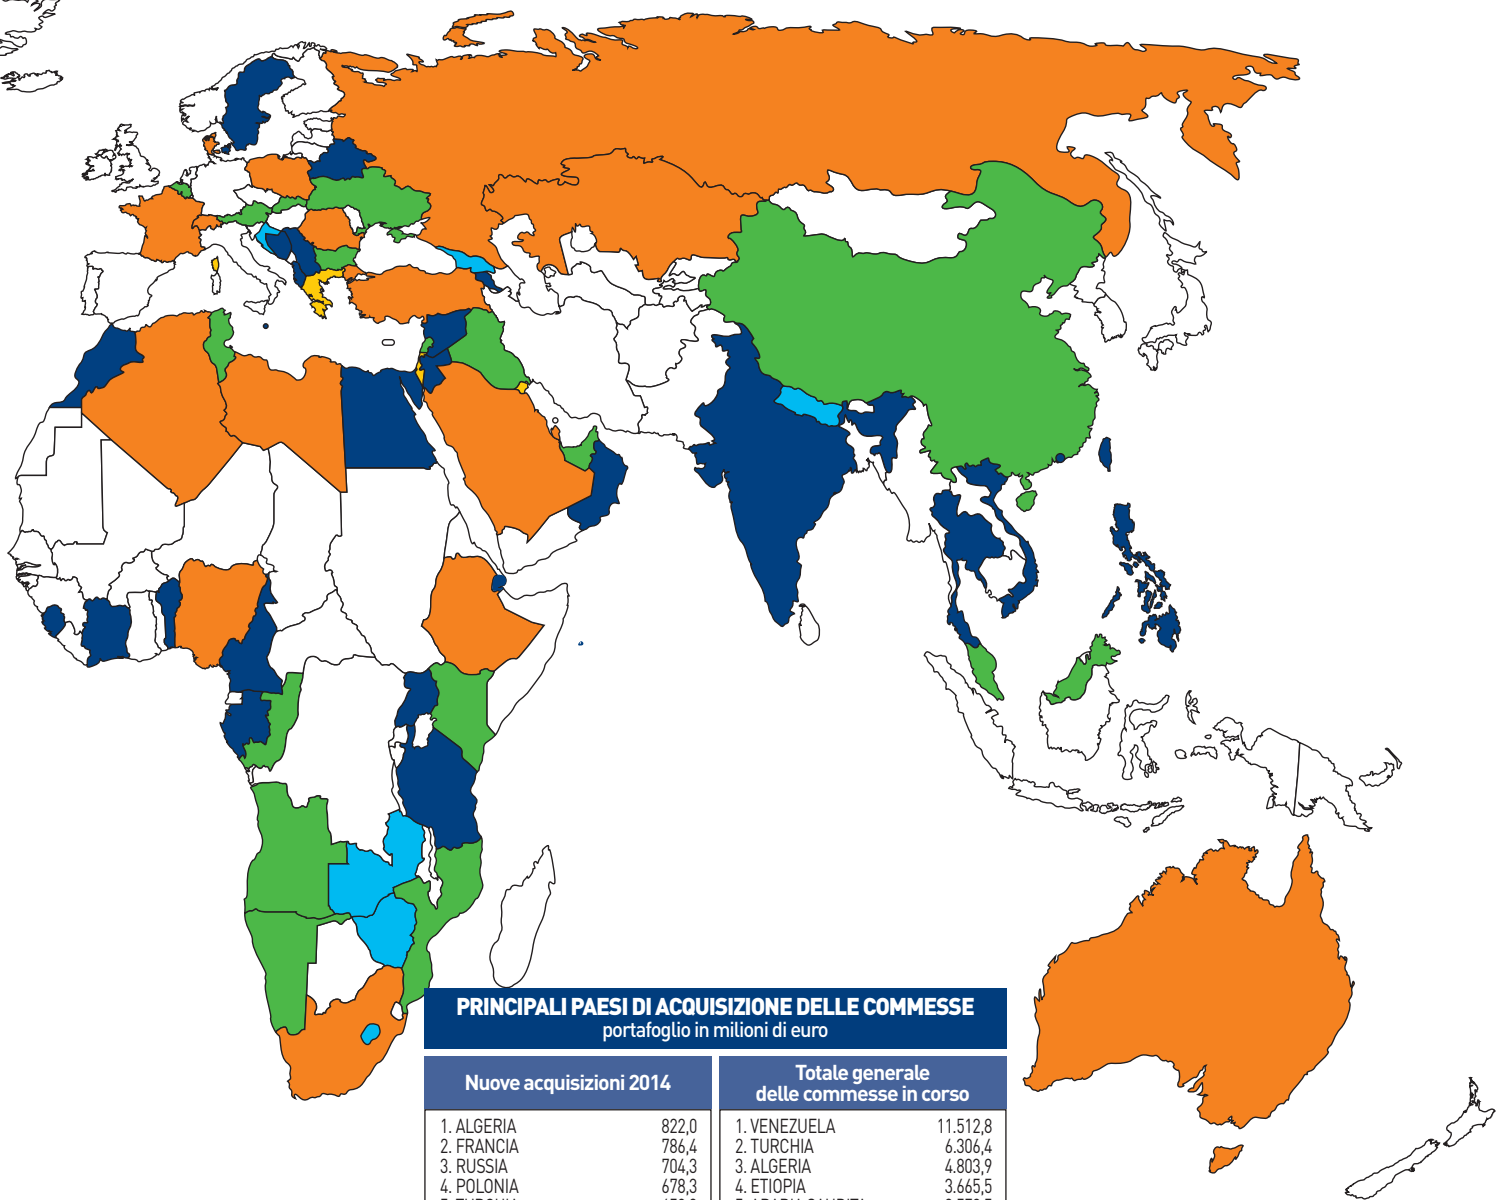 PRINCIPALI PAESI DI ACQUISIZIONE DELLE COMMESSE
portafoglio in milioni di euro
Nuove acquisizioni 2014
1. ALGERIA 822,0
2. FRANCIA 786,4
3. RUSSIA 704,3
4. POLONIA 678,3
Totale generale
delle commesse in corso
1. VENEZUELA 11.512,8
2. TURCHIA 6.306,4
3. ALGERIA 4.803,9
4. ETIOPIA 3.665,5